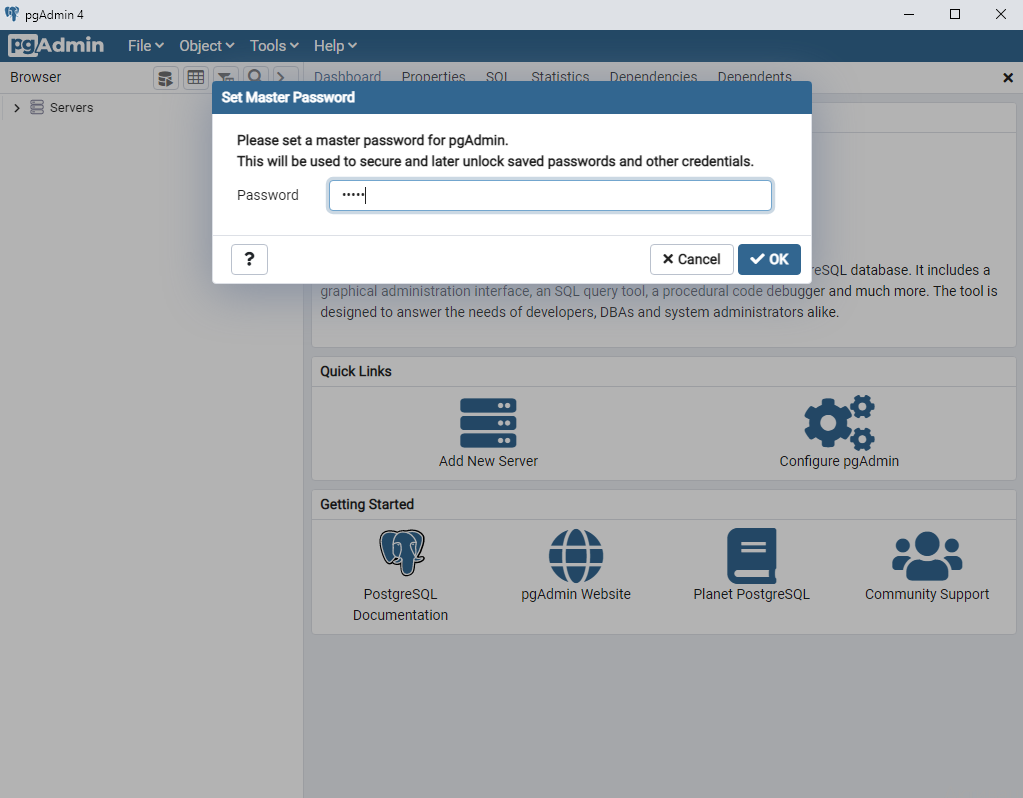 pgAdmin 4
pgAdmin File Object Tools Help
Browser
Dashboard Properties SQL Statistics Dependencies Dependents
Servers
Set Master Password
Please set a master password for pgAdmin.
This will be used to secure and later unlock saved passwords and other credentials.
Password •••••
? Cancel OK
reSQL database. It includes a
graphical administration interface, an SQL query tool, a procedural code debugger and much more. The tool is
designed to answer the needs of developers, DBAs and system administrators alike.
Quick Links
Add New Server Configure pgAdmin
Getting Started
PostgreSQL
Documentation
pgAdmin Website
Planet PostgreSQL
Community Support